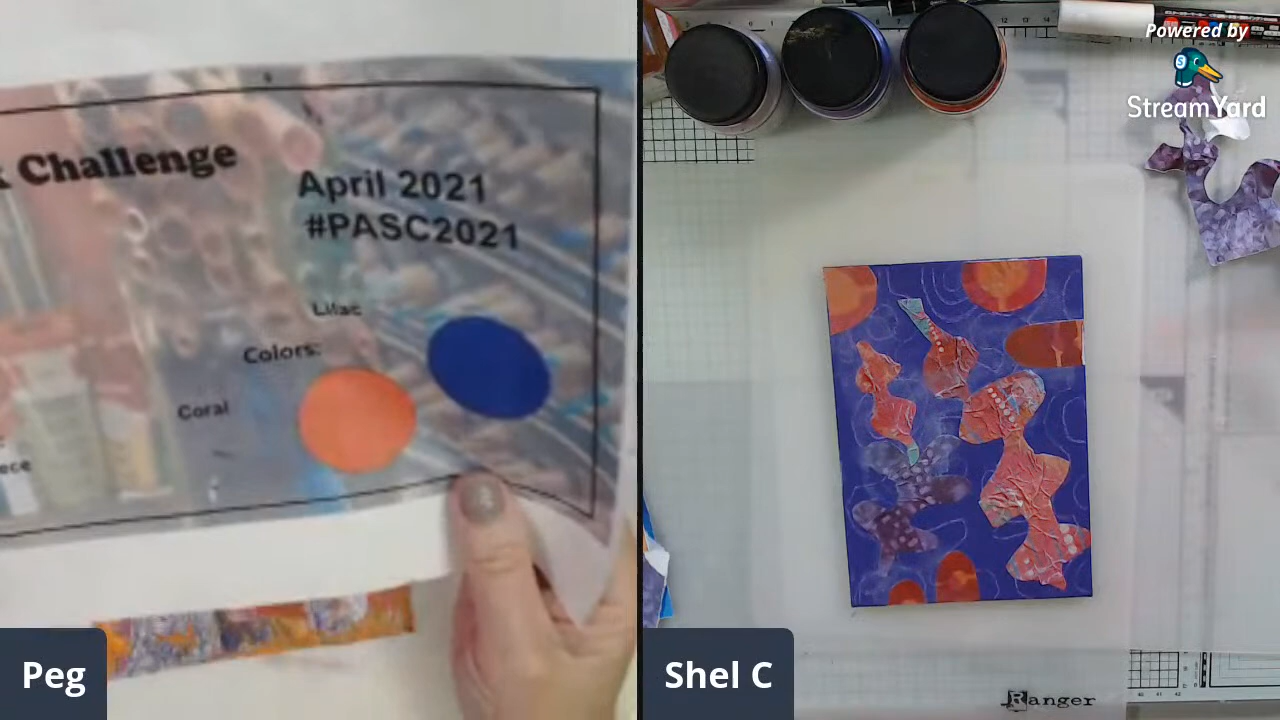 Challenge
April 2021
#PASC2021
Lilac
Colors:
Coral
Peg
Powered by
StreamYard
Shel C
Ranger